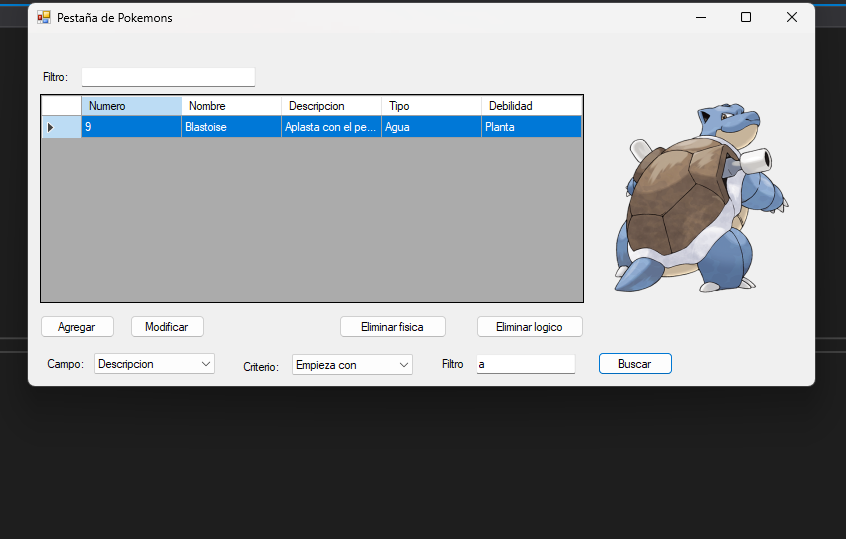 Pestaña de Pokemons
Filtro:
Numero Nombre Descripcion Tipo Debilidad
9 Blastoise Aplasta con el pe... Agua Planta
Agregar Modificar Eliminar fisica Eliminar logico
Campo: Descripcion Criterio: Empieza con Filtro a Buscar